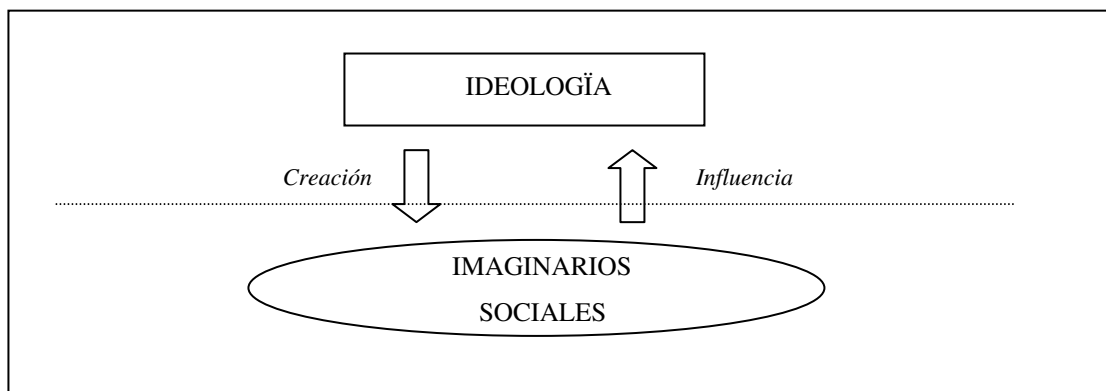 IDEOLOGÏA
Creación
Influencia
IMAGINARIOS
SOCIALES